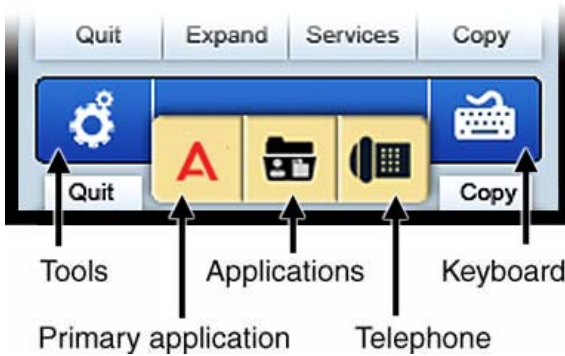 Quit Expand Services Copy
A
Quit Copy
Tools Applications Keyboard
Primary application Telephone